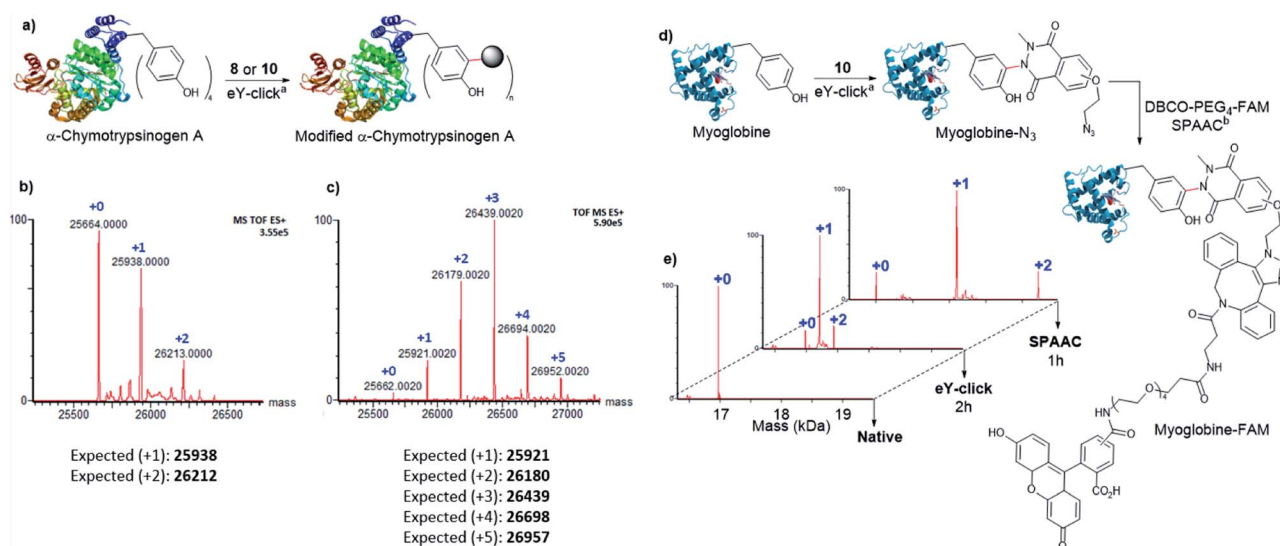 a)
OH
4
8 or 10
eY-click^a
OH
n
α-Chymotrypsinogen A
Modified α-Chymotrypsinogen A
b)
MS TOF ES+
3.55e5
100
0
+0
25664.0000
+1
25938.0000
+2
26213.0000
25500
26000
26500
mass
Expected (+1): 25938
Expected (+2): 26212
c)
TOF MS ES+
5.90e5
100
0
+0
25662.0020
+1
25921.0020
+2
26179.0020
+3
26439.0020
+4
26694.0020
+5
26952.0020
25500
26000
26500
27000
mass
Expected (+1): 25921
Expected (+2): 26180
Expected (+3): 26439
Expected (+4): 26698
Expected (+5): 26957
d)
OH
Myoglobine
10
eY-click^a
N
N
O
O
OH
O
N3
Myoglobine-N3
DBCO-PEG4-FAM
SPAAC^b
N
N
O
O
OH
O
N
N
O
NH
O
O
4
HN
O
HO
O
O
CO2H
Myoglobine-FAM
e)
100
0
+0
100
0
+0
+1
+2
100
0
+0
+1
+2
17
18
19
Mass (kDa)
Native
eY-click
2h
SPAAC
1h